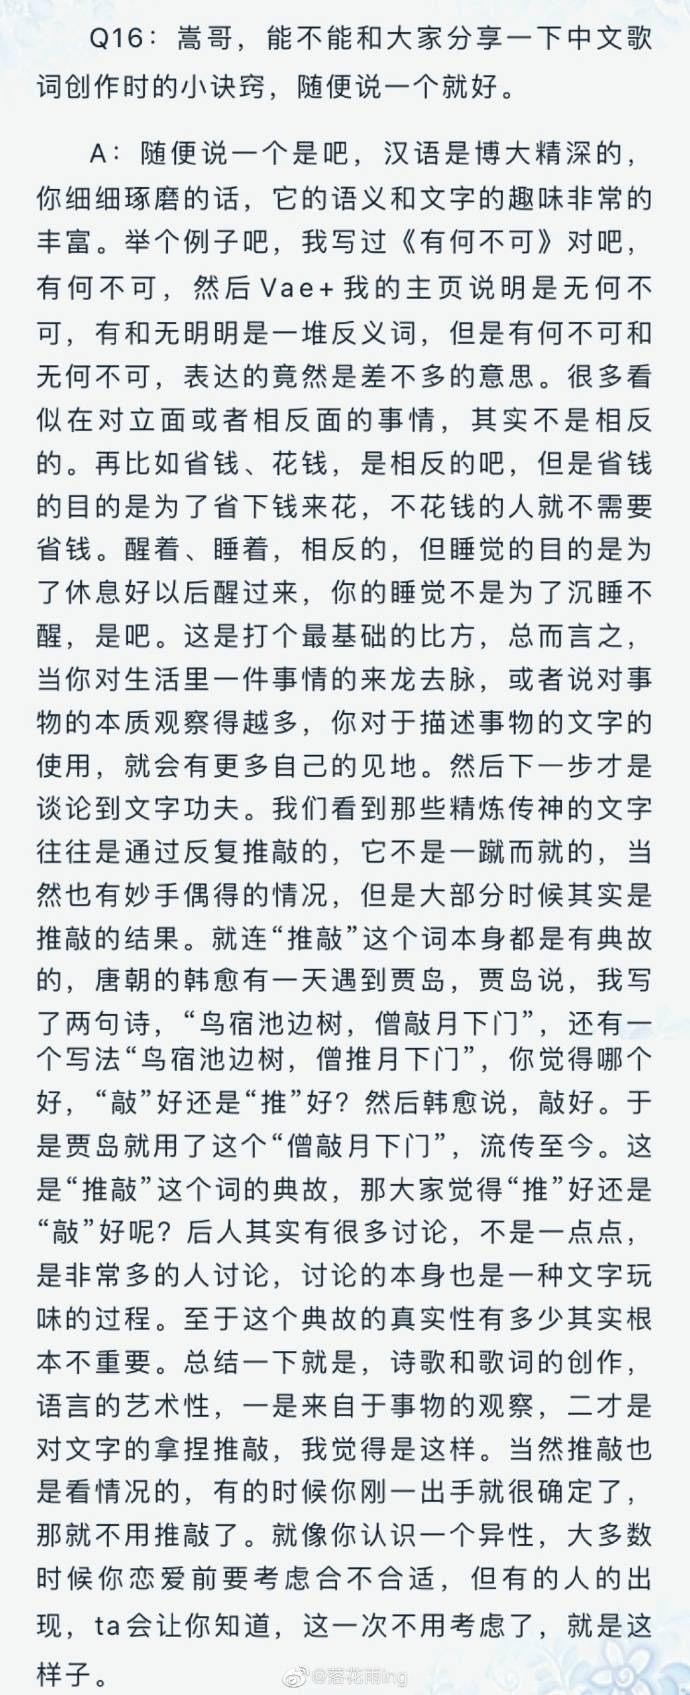 Q16：嵩哥，能不能和大家分享一下中文歌
词创作时的小诀窍，随便说一个就好。
A：随便说一个是吧，汉语是博大精深的，
你细细琢磨的话，它的语义和文字的趣味非常的
丰富。举个例子吧，我写过《有何不可》对吧，
有何不可，然后Vae+我的主页说明是无何不
可，有和无明明是一堆反义词，但是有何不可和
无何不可，表达的竟然是差不多的意思。很多看
似在对立面或者相反面的事情，其实不是相反
的。再比如省钱、花钱，是相反的吧，但是省钱
的目的是为了省下钱来花，不花钱的人就不需要
省钱。醒着、睡着，相反的，但睡觉的目的是为
了休息好以后醒过来，你的睡觉不是为了沉睡不
醒，是吧。这是打个最基础的比方，总而言之，
当你对生活里一件事情的来龙去脉，或者说对事
物的本质观察得越多，你对于描述事物的文字的
使用，就会有更多自己的见地。然后下一步才是
谈论到文字功夫。我们看到那些精炼传神的文字
往往是通过反复推敲的，它不是一蹴而就的，当
然也有妙手偶得的情况，但是大部分时候其实是
推敲的结果。就连“推敲”这个词本身都是有典故
的，唐朝的韩愈有一天遇到贾岛，贾岛说，我写
了两句诗，“鸟宿池边树，僧敲月下门”，还有一
个写法“鸟宿池边树，僧推月下门”，你觉得哪个
好，“敲”好还是“推”好？然后韩愈说，敲好。于
是贾岛就用了这个“僧敲月下门”，流传至今。这
是“推敲”这个词的典故，那大家觉得“推”好还是
“敲”好呢？后人其实有很多讨论，不是一点点，
是非常多的人讨论，讨论的本身也是一种文字玩
味的过程。至于这个典故的真实性有多少其实根
本不重要。总结一下就是，诗歌和歌词的创作，
语言的艺术性，一是来自于事物的观察，二才是
对文字的拿捏推敲，我觉得是这样。当然推敲也
是看情况的，有的时候你刚一出手就很确定了，
那就不用推敲了。就像你认识一个异性，大多数
时候你恋爱前要考虑合不合适，但有的人的出
现，ta会让你知道，这一次不用考虑了，就是这
样子。
@落花雨ing